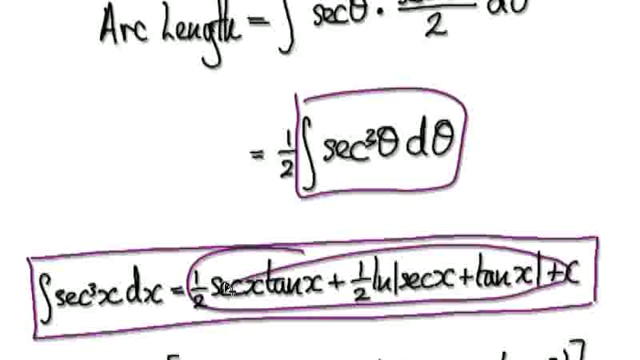 Arc Length = ∫ secθ · 2 dθ
= 1/2 ∫ sec³θ dθ
∫ sec³x dx = 1/2 secx tanx + 1/2 ln|secx + tanx| + C